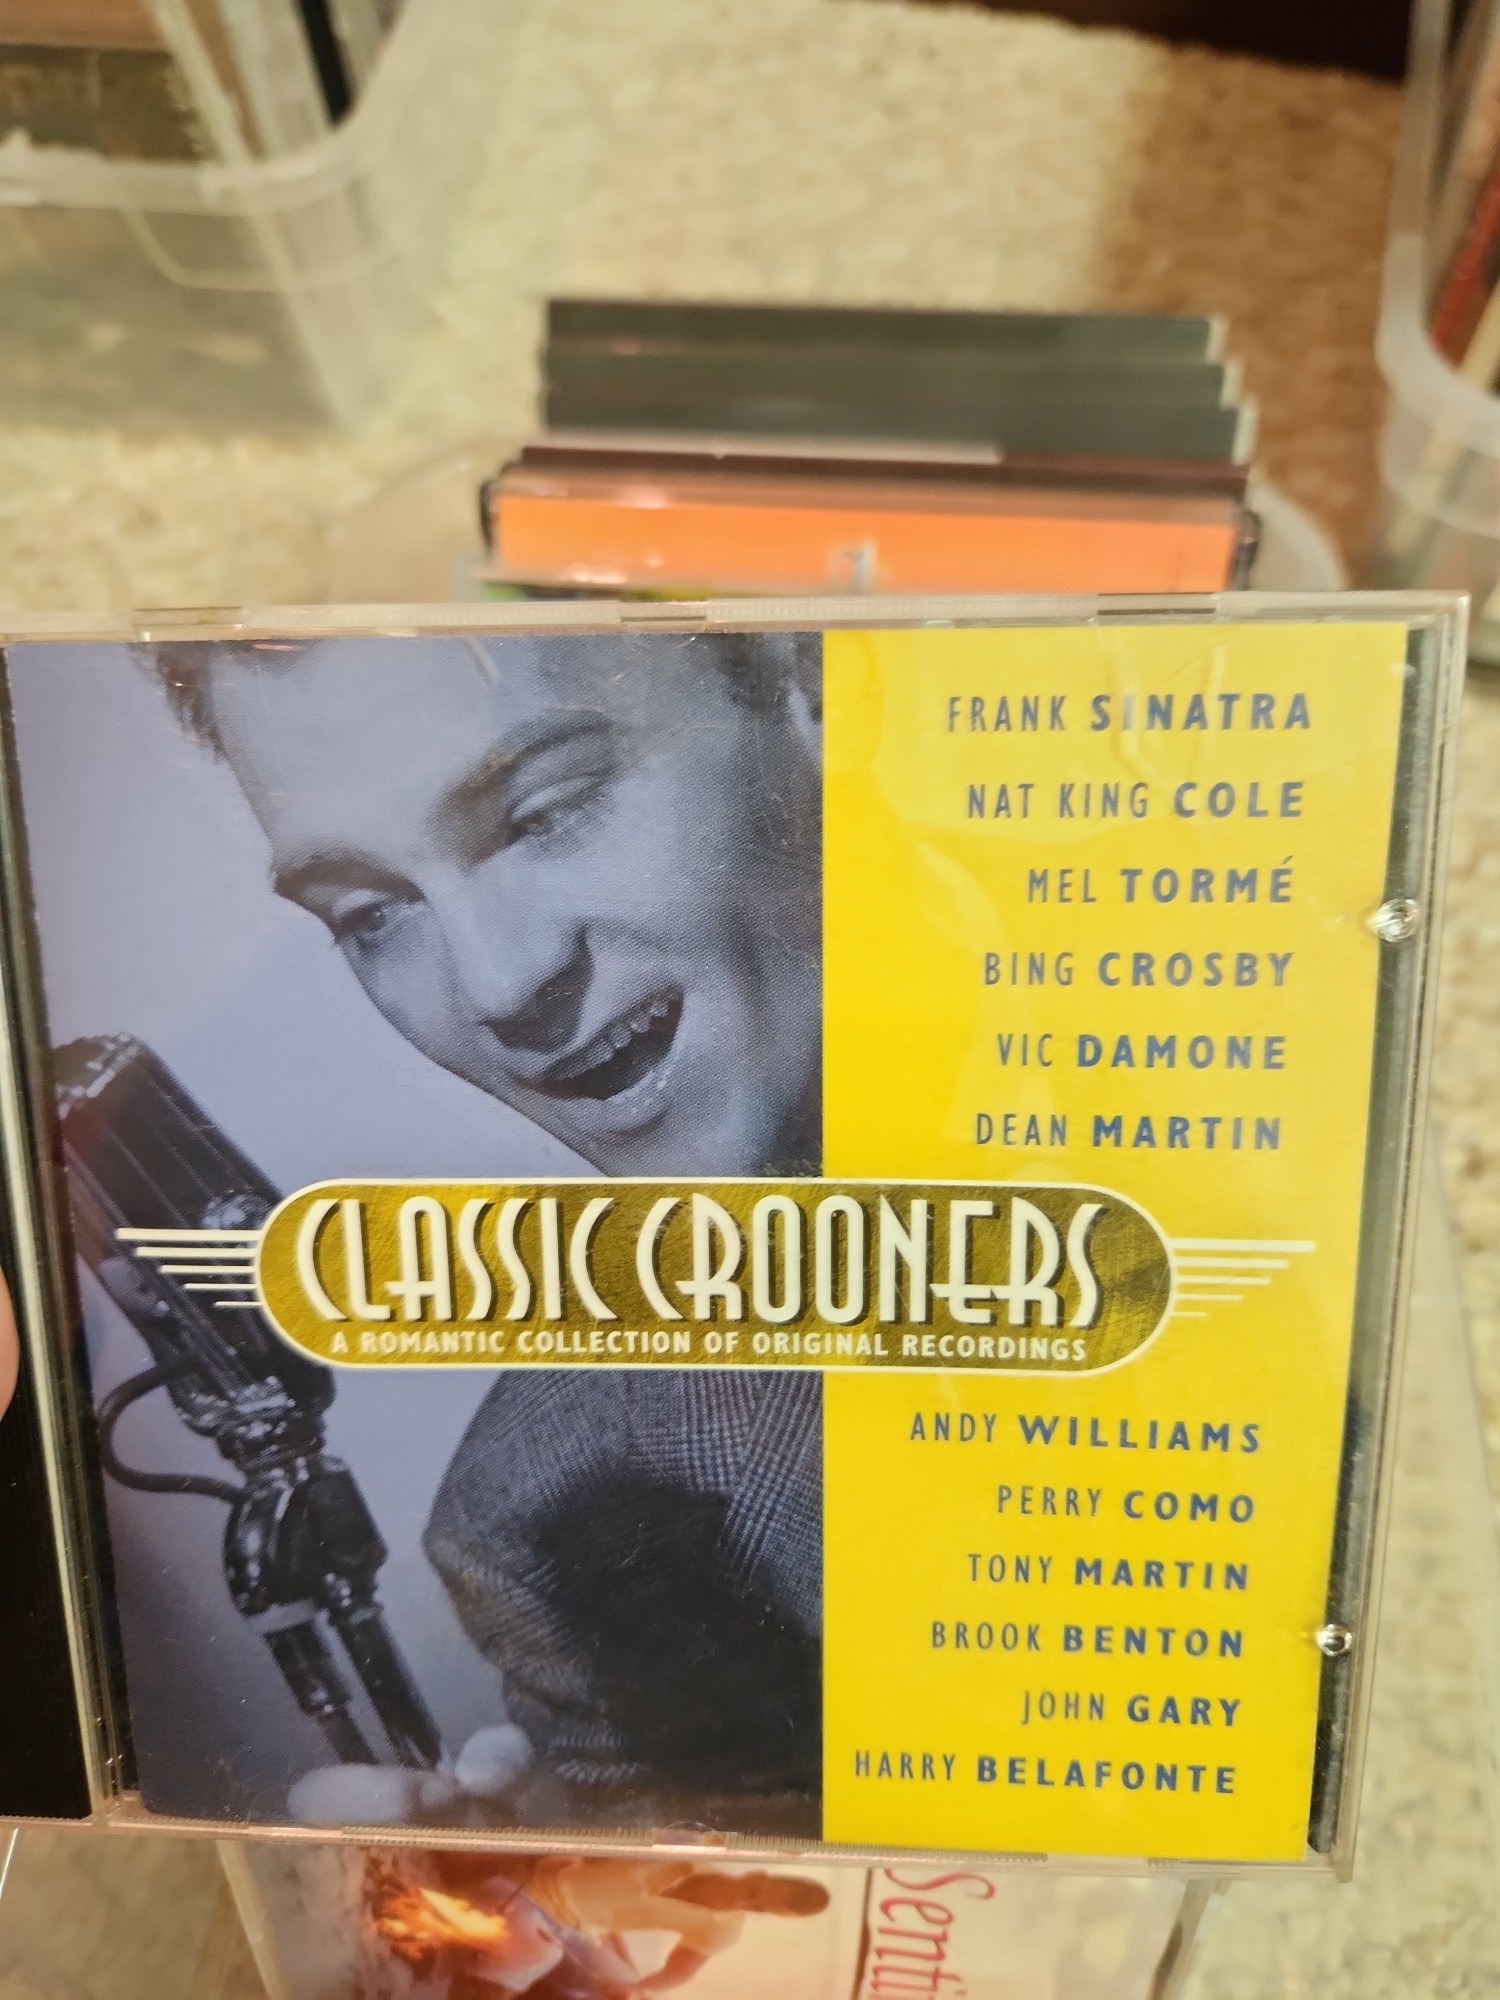 FRANK SINATRA
NAT KING COLE
MEL TORMÉ
BING CROSBY
VIC DAMONE
DEAN MARTIN
CLASSIC CROONERS
A ROMANTIC COLLECTION OF ORIGINAL RECORDINGS
ANDY WILLIAMS
PERRY COMO
TONY MARTIN
BROOK BENTON
JOHN GARY
HARRY BELAFONTE
Senti